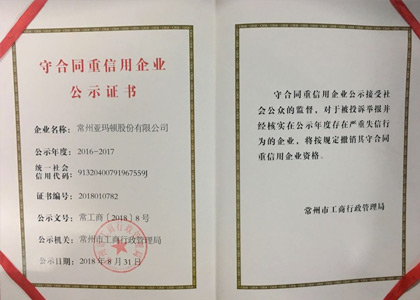 守合同重信用企业
公示证书
企业名称：常州亚玛顿股份有限公司
公示年度：2016-2017
统一社会
信用代码：91320400791967559J
证书编号：2018010782
公示文号：常工商〔2018〕8号
公示机关：常州市工商行政管理局
公示日期：2018年8月31日
守合同重信用企业公示接受社
会公众的监督，对于被投诉举报并
经核实在公示年度存在严重失信行
为的企业，将按规定撤销其守合同
重信用企业资格。
常州市工商行政管理局